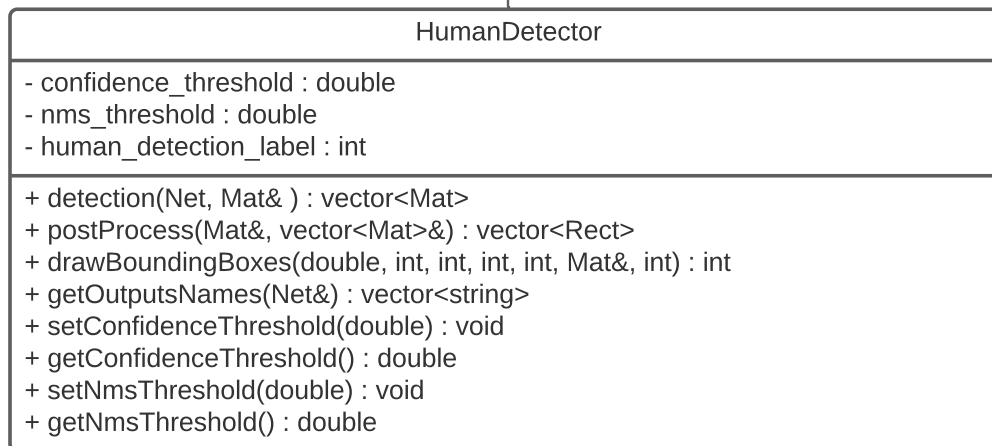 HumanDetector
- confidence_threshold : double
- nms_threshold : double
- human_detection_label : int
+ detection(Net, Mat& ) : vector<Mat>
+ postProcess(Mat&, vector<Mat>&) : vector<Rect>
+ drawBoundingBoxes(double, int, int, int, int, Mat&, int) : int
+ getOutputsNames(Net&) : vector<string>
+ setConfidenceThreshold(double) : void
+ getConfidenceThreshold() : double
+ setNmsThreshold(double) : void
+ getNmsThreshold() : double